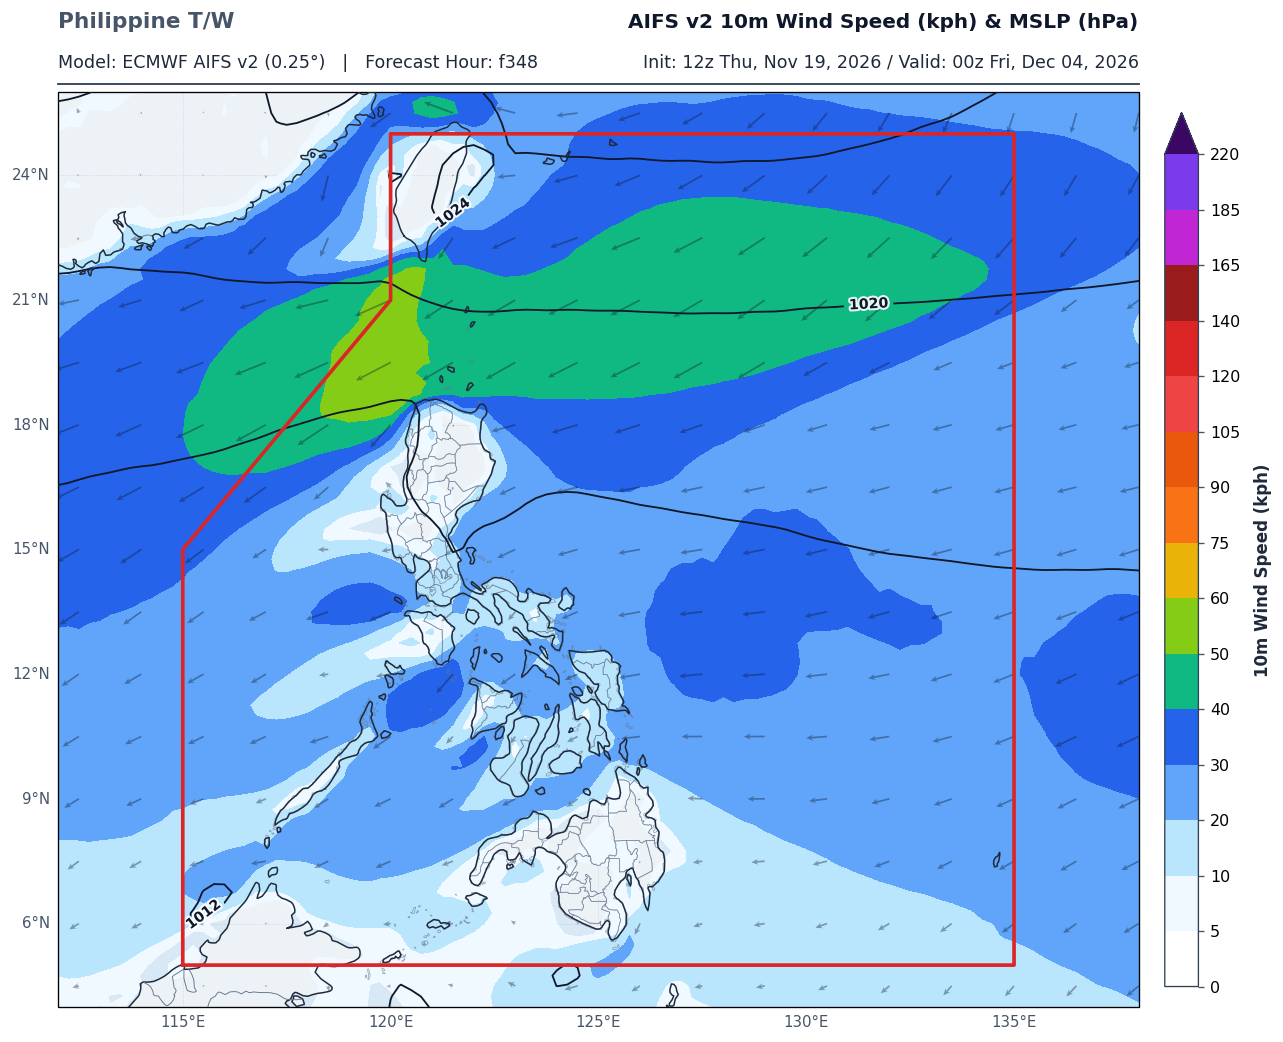 Philippine T/W
AIFS v2 10m Wind Speed (kph) & MSLP (hPa)
Model: ECMWF AIFS v2 (0.25°) | Forecast Hour: f348
Init: 12z Thu, Nov 19, 2026 / Valid: 00z Fri, Dec 04, 2026
24°N
21°N
18°N
15°N
12°N
9°N
6°N
115°E
120°E
125°E
130°E
135°E
1024
1020
1012
220
185
165
140
120
105
90
75
60
50
40
30
20
10
5
0
10m Wind Speed (kph)